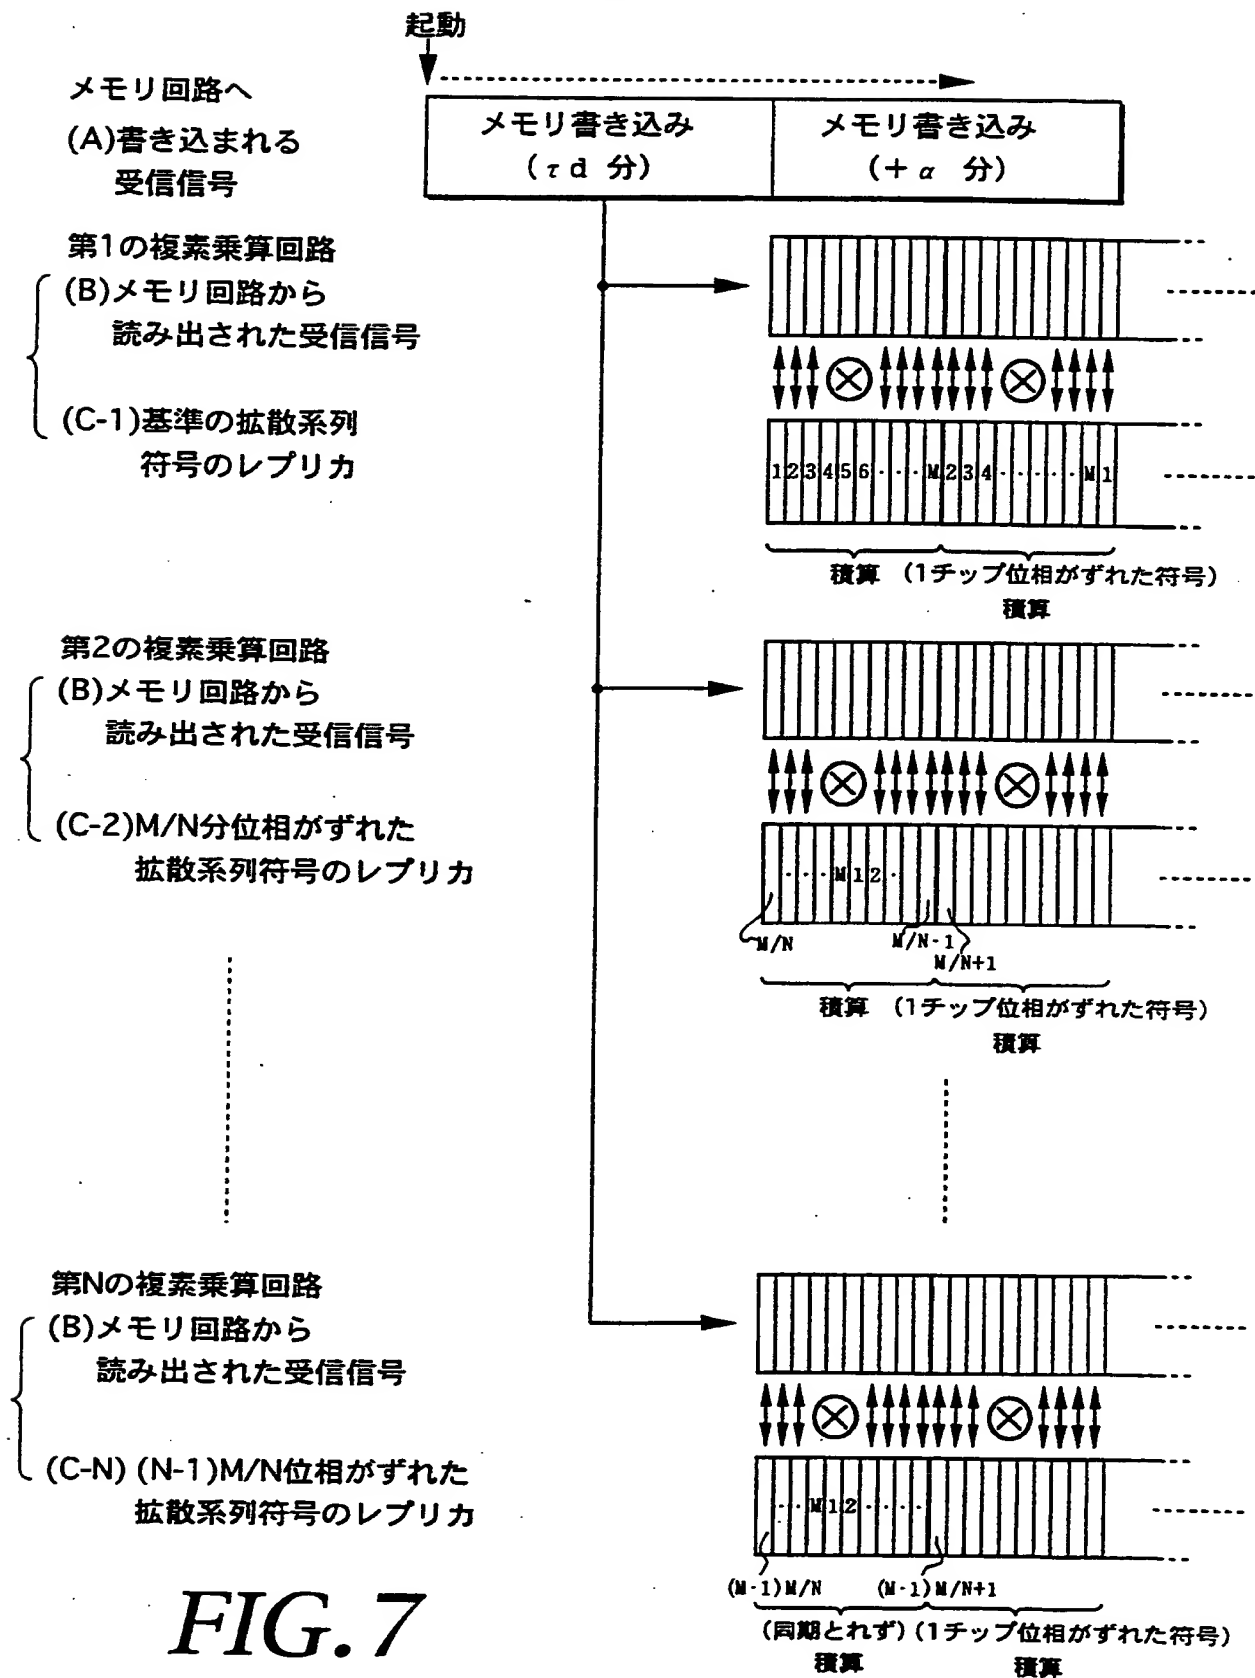 起動
メモリ回路へ
(A)書き込まれる
受信信号
メモリ書き込み
(τd 分)
メモリ書き込み
(+α 分)
第1の複素乗算回路
(B)メモリ回路から
読み出された受信信号
(C-1)基準の拡散系列
符号のレプリカ
1 2 3 4 5 6 · · · M 2 3 4 · · · · · M 1
積算 (1チップ位相がずれた符号)
積算
第2の複素乗算回路
(B)メモリ回路から
読み出された受信信号
(C-2)M/N分位相がずれた
拡散系列符号のレプリカ
· · · M 1 2 ·
M/N
M/N-1
M/N+1
積算 (1チップ位相がずれた符号)
積算
第Nの複素乗算回路
(B)メモリ回路から
読み出された受信信号
(C-N) (N-1)M/N位相がずれた
拡散系列符号のレプリカ
· · M 1 2 · · · ·
(M-1)M/N
(M-1)M/N+1
(同期とれず) (1チップ位相がずれた符号)
積算
積算
FIG. 7